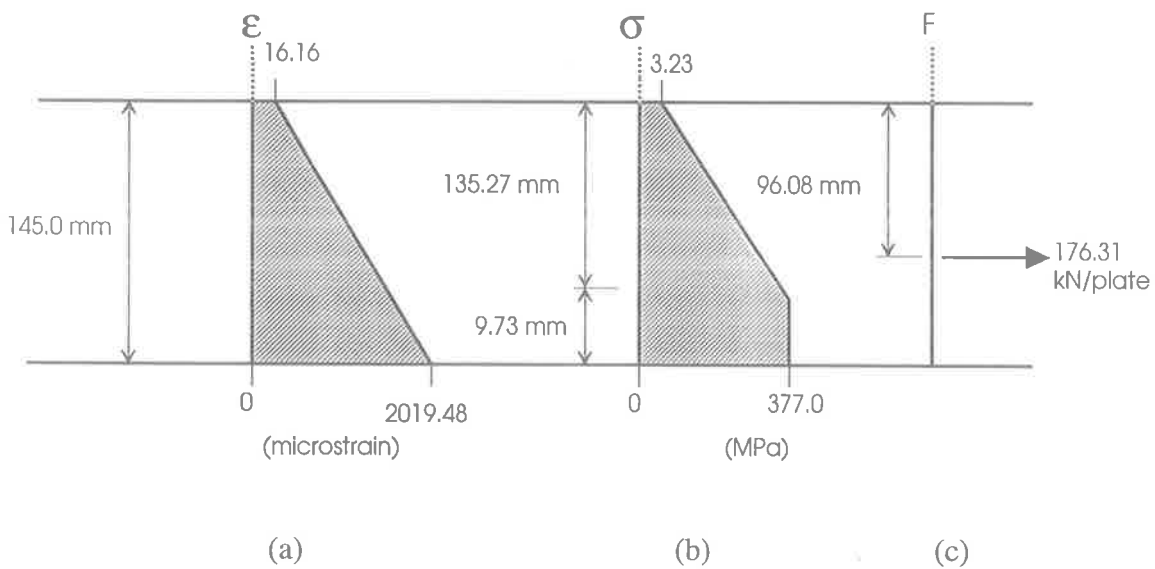 ε
σ
F
16.16
3.23
135.27 mm
96.08 mm
145.0 mm
176.31
kN/plate
9.73 mm
0
2019.48
0
377.0
(microstrain)
(MPa)
(a)
(b)
(c)